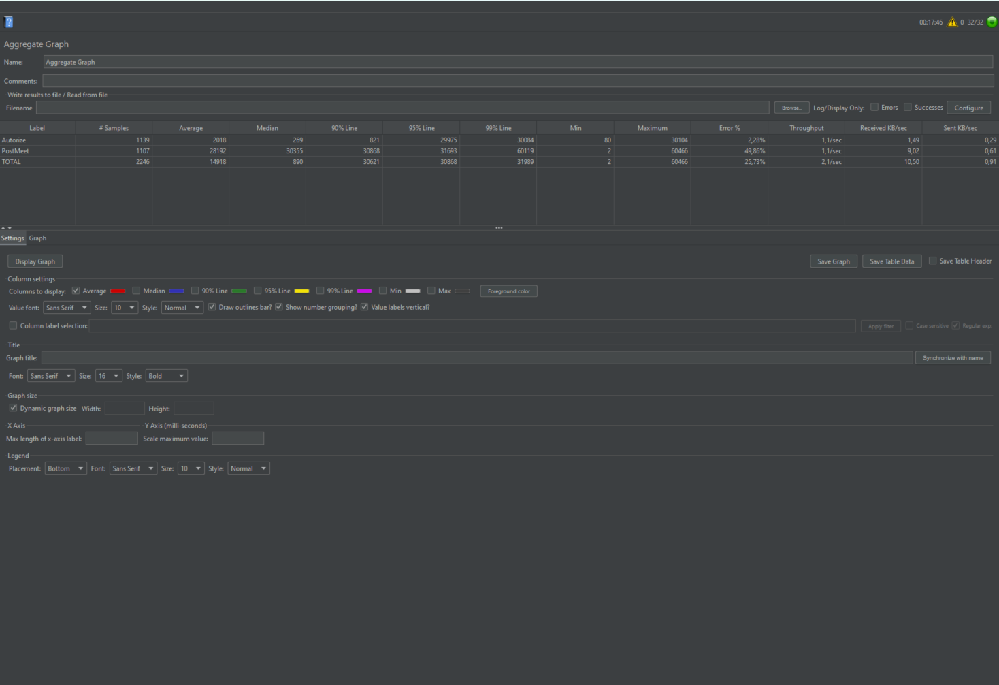 ?
00:17:46 0 32/32
Aggregate Graph
Name: Aggregate Graph
Comments:
Write results to file / Read from file
Filename Browse... Log/Display Only: Errors Successes Configure
Label # Samples Average Median 90% Line 95% Line 99% Line Min Maximum Error % Throughput Received KB/sec Sent KB/sec
Autorize 1139 2018 269 821 29975 30084 80 30104 2,28% 1,1/sec 1,49 0,29
PostMeet 1107 28192 30355 30868 31693 60119 2 60466 49,86% 1,1/sec 9,02 0,61
TOTAL 2246 14918 890 30621 30868 31989 2 60466 25,73% 2,1/sec 10,50 0,91
Settings Graph
Display Graph Save Graph Save Table Data Save Table Header
Column settings
Columns to display: Average Median 90% Line 95% Line 99% Line Min Max Foreground color
Value font: Sans Serif Size: 10 Style: Normal Draw outlines bar? Show number grouping? Value labels vertical?
Column label selection: Apply filter Case sensitive Regular exp.
Title
Graph title: Synchronize with name
Font: Sans Serif Size: 16 Style: Bold
Graph size
Dynamic graph size Width: Height:
X Axis Y Axis (milli-seconds)
Max length of x-axis label: Scale maximum value:
Legend
Placement: Bottom Font: Sans Serif Size: 10 Style: Normal